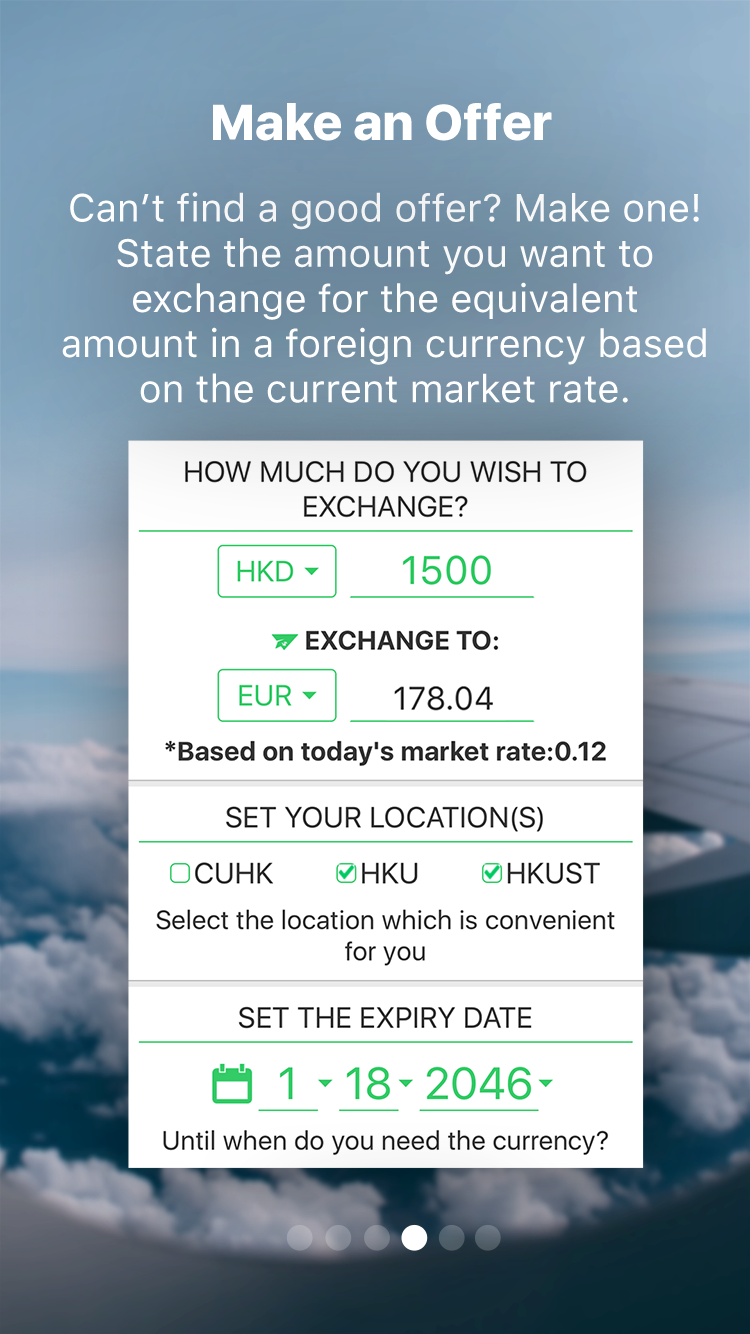 Make an Offer
Can’t find a good offer? Make one!
State the amount you want to
exchange for the equivalent
amount in a foreign currency based
on the current market rate.
HOW MUCH DO YOU WISH TO
EXCHANGE?
HKD 1500
EXCHANGE TO:
EUR 178.04
*Based on today's market rate:0.12
SET YOUR LOCATION(S)
CUHK HKU HKUST
Select the location which is convenient
for you
SET THE EXPIRY DATE
1 18 2046
Until when do you need the currency?